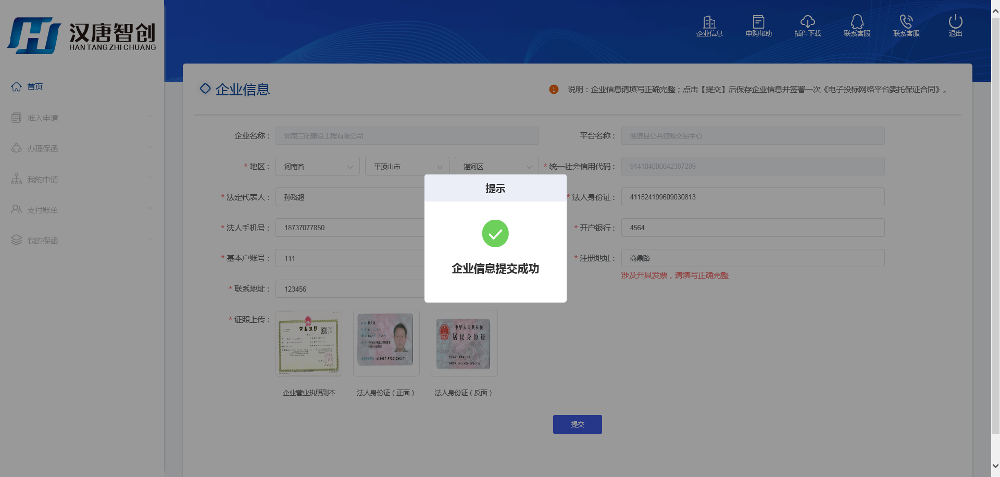 汉唐智创
HAN TANG ZHI CHUANG
企业信息
申购帮助
插件下载
联系客服
联系客服
退出
首页
准入申请
办理保函
我的申请
支付账单
我的保函
企业信息
说明：企业信息请填写正确完整；点击【提交】后保存企业信息并签署一次《电子投标网络平台委托保证合同》。
企业名称： 河南三阳建设工程有限公司
平台名称： 淮滨县公共资源交易中心
* 地区： 河南省 平顶山市 湛河区
* 统一社会信用代码： 914104000842387289
* 法定代表人： 孙珞超
* 法人身份证： 411524199609030813
* 法人手机号： 18737077850
* 开户银行： 4564
* 基本户账号： 111
* 注册地址： 商鼎路
涉及开具发票，请填写正确完整
* 联系地址： 123456
* 证照上传：
营业执照
中华人民共和国
居民身份证
企业营业执照副本
法人身份证（正面）
法人身份证（反面）
提交
提示
企业信息提交成功